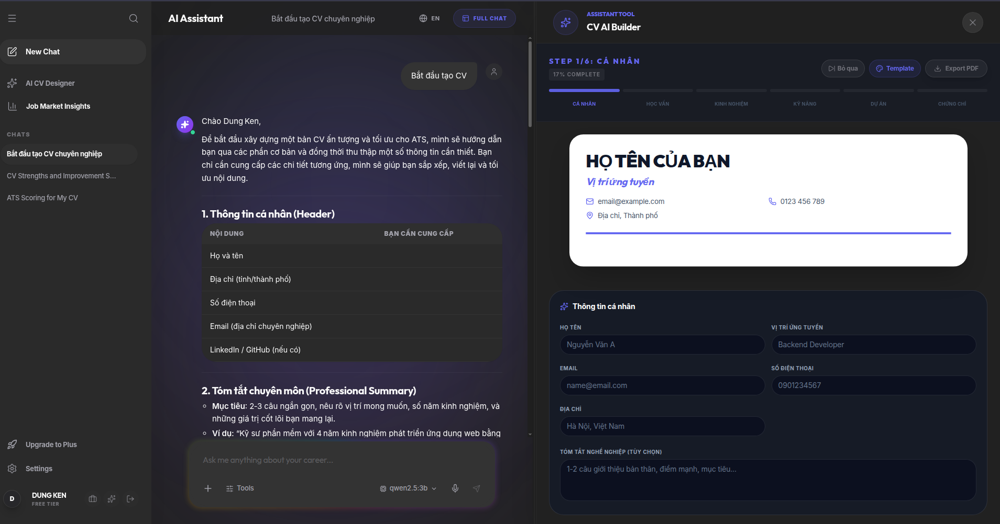 New Chat
AI CV Designer
Job Market Insights
CHATS
Bắt đầu tạo CV chuyên nghiệp
CV Strengths and Improvement S...
ATS Scoring for My CV
Upgrade to Plus
Settings
D
DUNG KEN
FREE TIER
AI Assistant
Bắt đầu tạo CV chuyên nghiệp
EN
FULL CHAT
Bắt đầu tạo CV
Chào Dung Ken,
Để bắt đầu xây dựng một bản CV ấn tượng và tối ưu cho ATS, mình sẽ hướng dẫn
bạn qua các phần cơ bản và đồng thời thu thập một số thông tin cần thiết. Bạn
chỉ cần cung cấp các chi tiết tương ứng, mình sẽ giúp bạn sắp xếp, viết lại và tối
ưu nội dung.
1. Thông tin cá nhân (Header)
NỘI DUNG
BẠN CẦN CUNG CẤP
Họ và tên
Địa chỉ (tỉnh/thành phố)
Số điện thoại
Email (địa chỉ chuyên nghiệp)
LinkedIn / GitHub (nếu có)
2. Tóm tắt chuyên môn (Professional Summary)
Mục tiêu: 2-3 câu ngắn gọn, nêu rõ vị trí mong muốn, số năm kinh nghiệm, và
những giá trị cốt lõi bạn mang lại.
Ví dụ: “Kỹ sư phần mềm với 4 năm kinh nghiệm phát triển ứng dụng web bằng
Ask me anything about your career...
Tools
qwen2.5:3b
ASSISTANT TOOL
CV AI Builder
STEP 1/6: CÁ NHÂN
17% COMPLETE
Bỏ qua
Template
Export PDF
CÁ NHÂN
HỌC VẤN
KINH NGHIỆM
KỸ NĂNG
DỰ ÁN
CHỨNG CHỈ
HỌ TÊN CỦA BẠN
Vị trí ứng tuyển
email@example.com
0123 456 789
Địa chỉ, Thành phố
Thông tin cá nhân
HỌ TÊN
VỊ TRÍ ỨNG TUYỂN
Nguyễn Văn A
Backend Developer
EMAIL
SỐ ĐIỆN THOẠI
name@email.com
0901234567
ĐỊA CHỈ
Hà Nội, Việt Nam
TÓM TẮT NGHỀ NGHIỆP (TÙY CHỌN)
1-2 câu giới thiệu bản thân, điểm mạnh, mục tiêu...